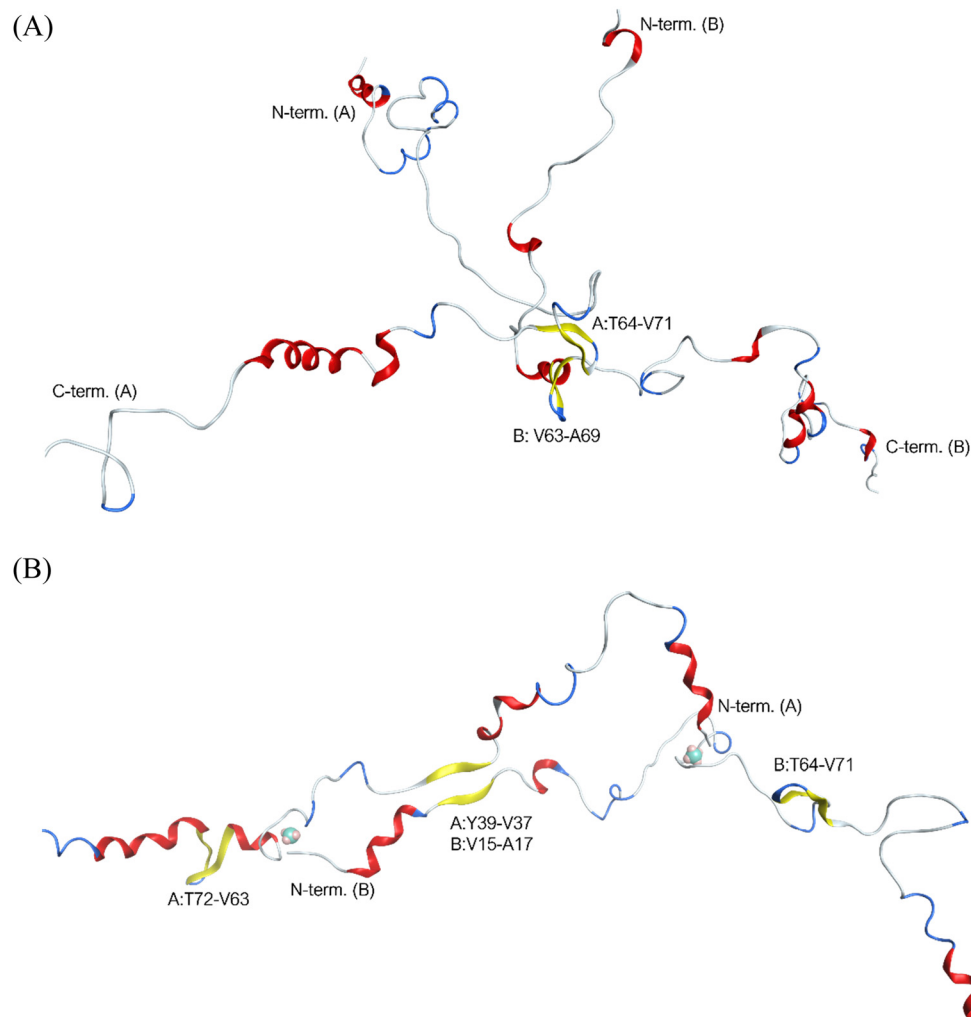 (A)
N-term. (B)
N-term. (A)
A:T64-V71
C-term. (A)
B: V63-A69
C-term. (B)
(B)
N-term. (A)
B:T64-V71
A:Y39-V37
B:V15-A17
N-term. (B)
A:T72-V63